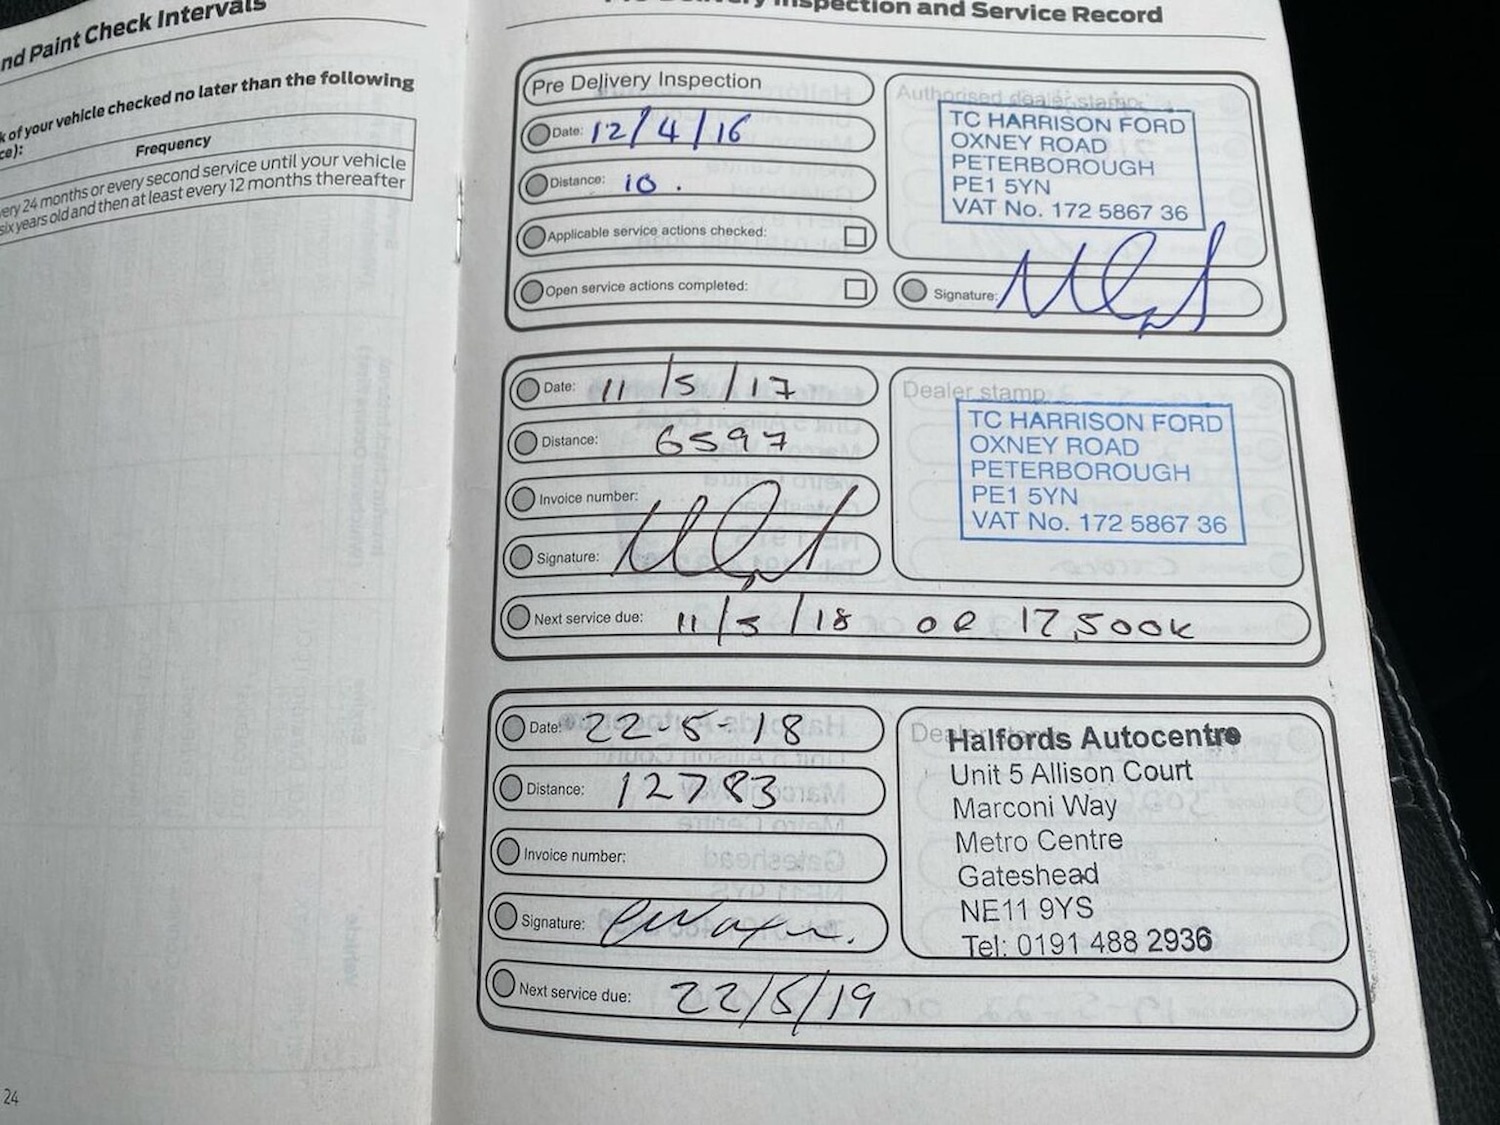 nd Paint Check Intervals
k of your vehicle checked no later than the following
ce):
Frequency
very 24 months or every second service until your vehicle
six years old and then at least every 12 months thereafter
24
Inspection and Service Record
Pre Delivery Inspection
Date: 12/4/16
Distance: 10.
Applicable service actions checked:
Open service actions completed:
Authorised dealer stamp:
TC HARRISON FORD
OXNEY ROAD
PETERBOROUGH
PE1 5YN
VAT No. 172 5867 36
Signature:
Date: 11/5/17
Distance: 6597
Invoice number:
Signature:
Dealer stamp
TC HARRISON FORD
OXNEY ROAD
PETERBOROUGH
PE1 5YN
VAT No. 172 5867 36
Next service due: 11/5/18 OR 17,500K
Date: 22-5-18
Distance: 12783
Invoice number:
Signature:
Dealer stamp
Halfords Autocentre
Unit 5 Allison Court
Marconi Way
Metro Centre
Gateshead
NE11 9YS
Tel: 0191 488 2936
Next service due: 22/5/19